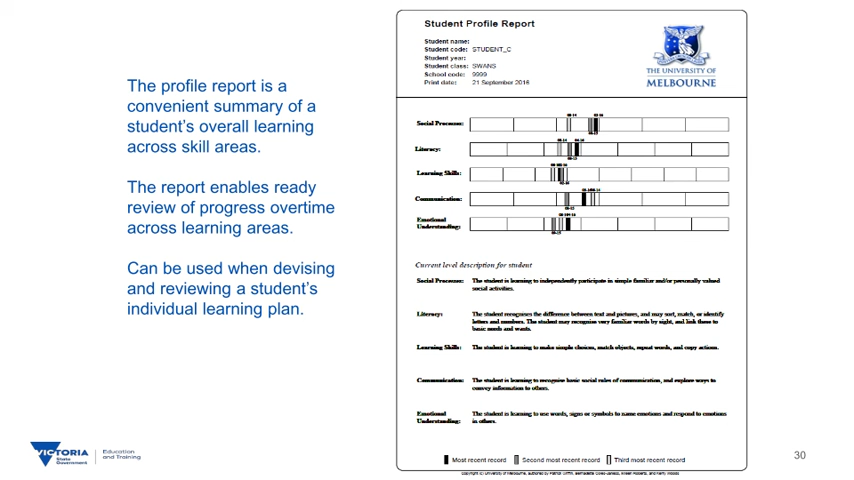 The profile report is a
convenient summary of a
student's overall learning
across skill areas.
The report enables ready
review of progress overtime
across learning areas.
Can be used when devising
and reviewing a student's
individual learning plan.
Student Profile Report
Student name:
Student code: STUDENT_C
Student year:
Student class: SWANS
School code: 9999
Print date: 21 September 2016
THE UNIVERSITY OF
MELBOURNE
Social Processes:
Literacy:
Learning Skills:
Communication:
Emotional
Understanding:
Current level description for student
Social Processes: The student is learning to independently participate in simple familiar and/or personally valued
social activities.
Literacy: The student recognises the difference between text and pictures, and may sort, match, or identify
letters and numbers. The student may recognise very familiar words by sight, and link these to
basic needs and wants.
Learning Skills: The student is learning to make simple choices, match objects, repeat words, and copy actions.
Communication: The student is learning to recognise basic social rules of communication, and explore ways to
convey information to others.
Emotional The student is learning to use words, signs or symbols to name emotions and respond to emotions
Understanding: in others.
Most recent record Second most recent record Third most recent record
VICTORIA
State
Government
Education
and Training
30